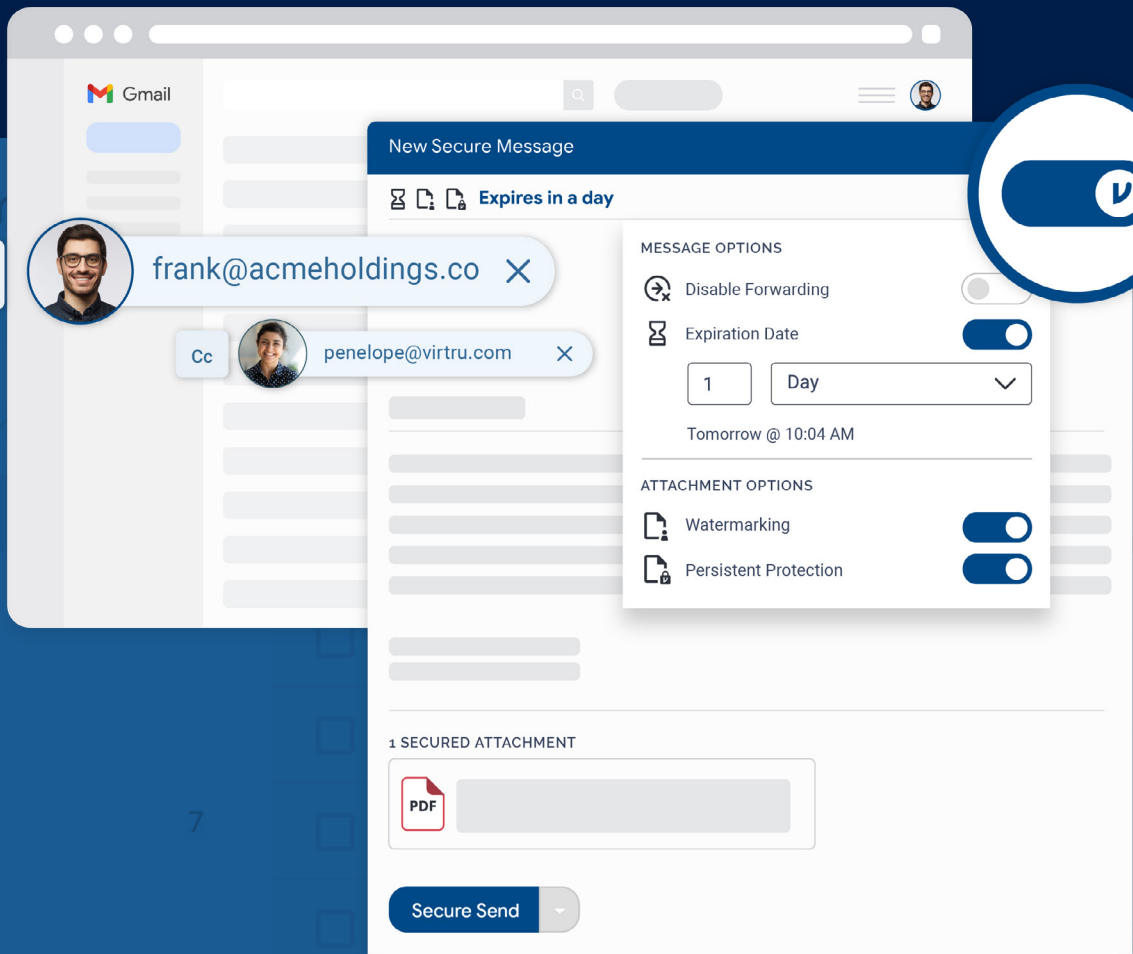 Gmail
New Secure Message
Expires in a day
frank@acmeholdings.co
Cc penelope@virtru.com
MESSAGE OPTIONS
Disable Forwarding
Expiration Date
1 Day
Tomorrow @ 10:04 AM
ATTACHMENT OPTIONS
Watermarking
Persistent Protection
1 SECURED ATTACHMENT
PDF
7
Secure Send